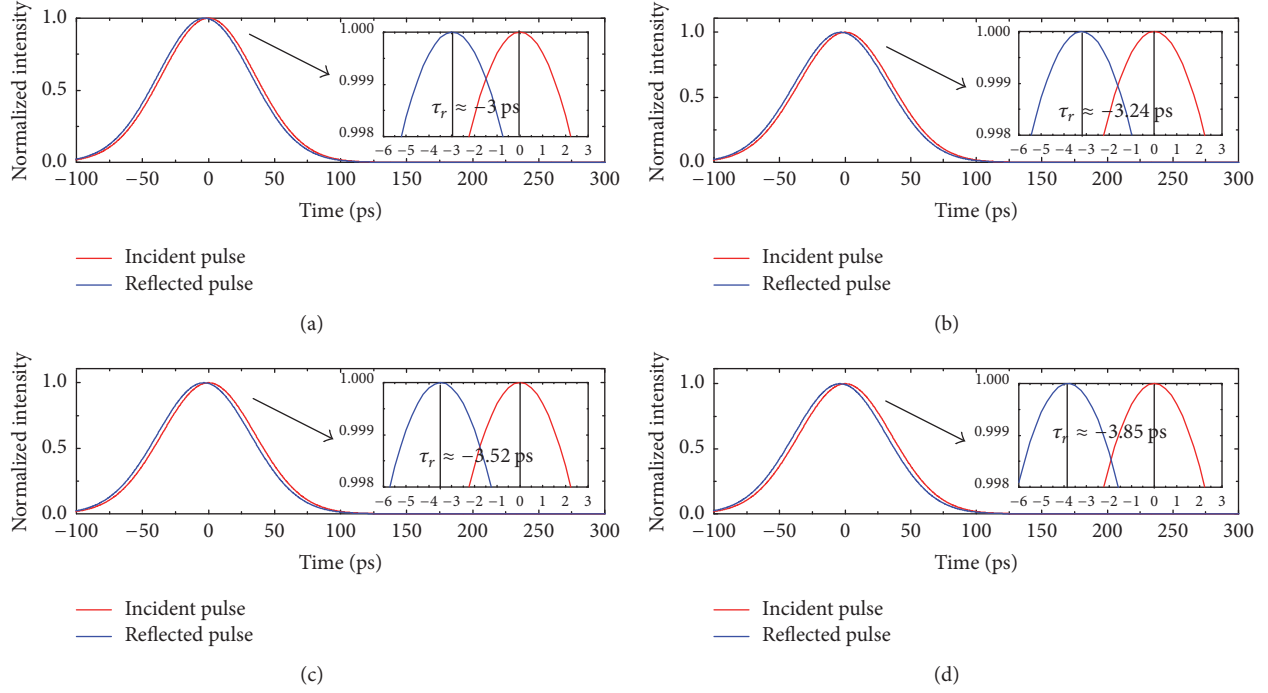 Normalized intensity
1.0
0.5
0.0
−100
−50
0
50
100
150
200
250
300
Time (ps)
1.000
0.999
0.998
−6 −5 −4 −3 −2 −1 0 1 2 3
τr ≈ −3 ps
Incident pulse
Reflected pulse
(a)
Normalized intensity
1.0
0.5
0.0
−100
−50
0
50
100
150
200
250
300
Time (ps)
1.000
0.999
0.998
−6 −5 −4 −3 −2 −1 0 1 2 3
τr ≈ −3.24 ps
Incident pulse
Reflected pulse
(b)
Normalized intensity
1.0
0.5
0.0
−100
−50
0
50
100
150
200
250
300
Time (ps)
1.000
0.999
0.998
−6 −5 −4 −3 −2 −1 0 1 2 3
τr ≈ −3.52 ps
Incident pulse
Reflected pulse
(c)
Normalized intensity
1.0
0.5
0.0
−100
−50
0
50
100
150
200
250
300
Time (ps)
1.000
0.999
0.998
−6 −5 −4 −3 −2 −1 0 1 2 3
τr ≈ −3.85 ps
Incident pulse
Reflected pulse
(d)